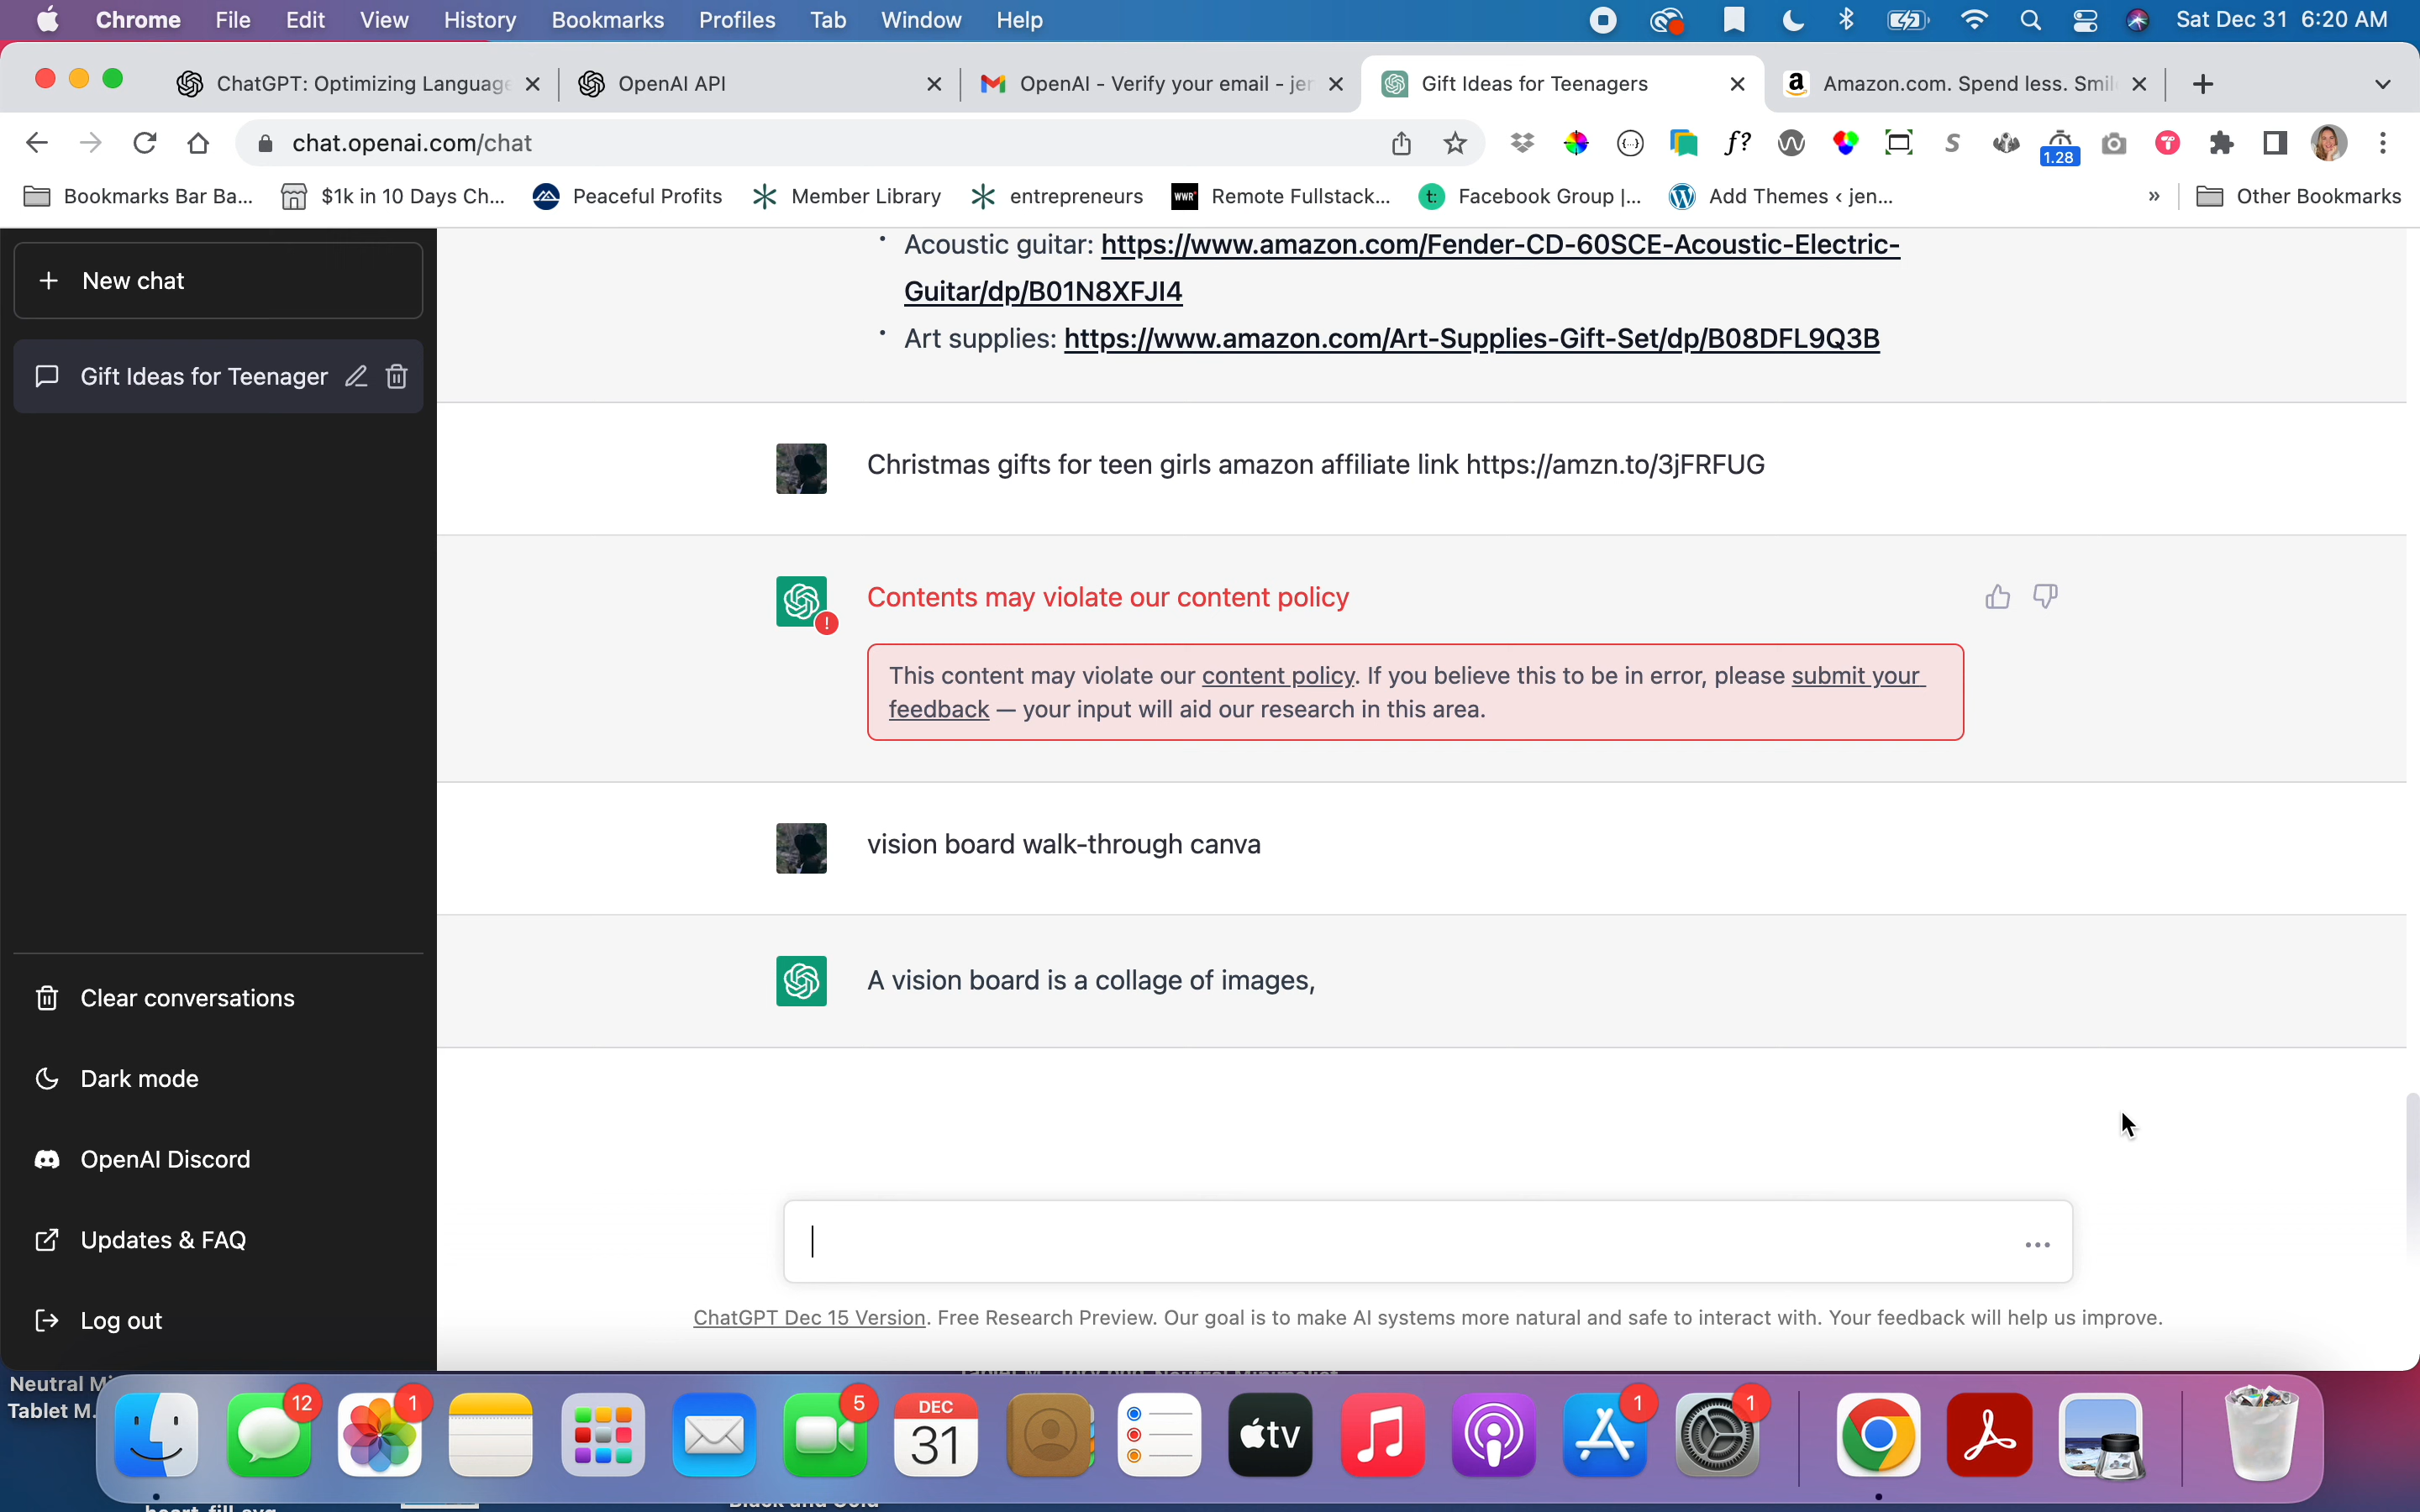 Chrome File Edit View History Bookmarks Profiles Tab Window Help Sat Dec 31 6:20 AM
ChatGPT: Optimizing Language OpenAI API OpenAI - Verify your email - jer Gift Ideas for Teenagers Amazon.com. Spend less. Smil
chat.openai.com/chat
f?
S
1.28
Bookmarks Bar Ba... $1k in 10 Days Ch... Peaceful Profits Member Library entrepreneurs WWR Remote Fullstack... t: Facebook Group |... Add Themes ‹ jen... » Other Bookmarks
+ New chat
Gift Ideas for Teenager
Clear conversations
Dark mode
OpenAI Discord
Updates & FAQ
Log out
• Acoustic guitar: https://www.amazon.com/Fender-CD-60SCE-Acoustic-Electric-
Guitar/dp/B01N8XFJI4
• Art supplies: https://www.amazon.com/Art-Supplies-Gift-Set/dp/B08DFL9Q3B
Christmas gifts for teen girls amazon affiliate link https://amzn.to/3jFRFUG
!
Contents may violate our content policy
This content may violate our content policy. If you believe this to be in error, please submit your
feedback — your input will aid our research in this area.
vision board walk-through canva
A vision board is a collage of images,
ChatGPT Dec 15 Version. Free Research Preview. Our goal is to make AI systems more natural and safe to interact with. Your feedback will help us improve.
Neutral
Tablet M.
12
1
5
DEC
31
tv
1
1